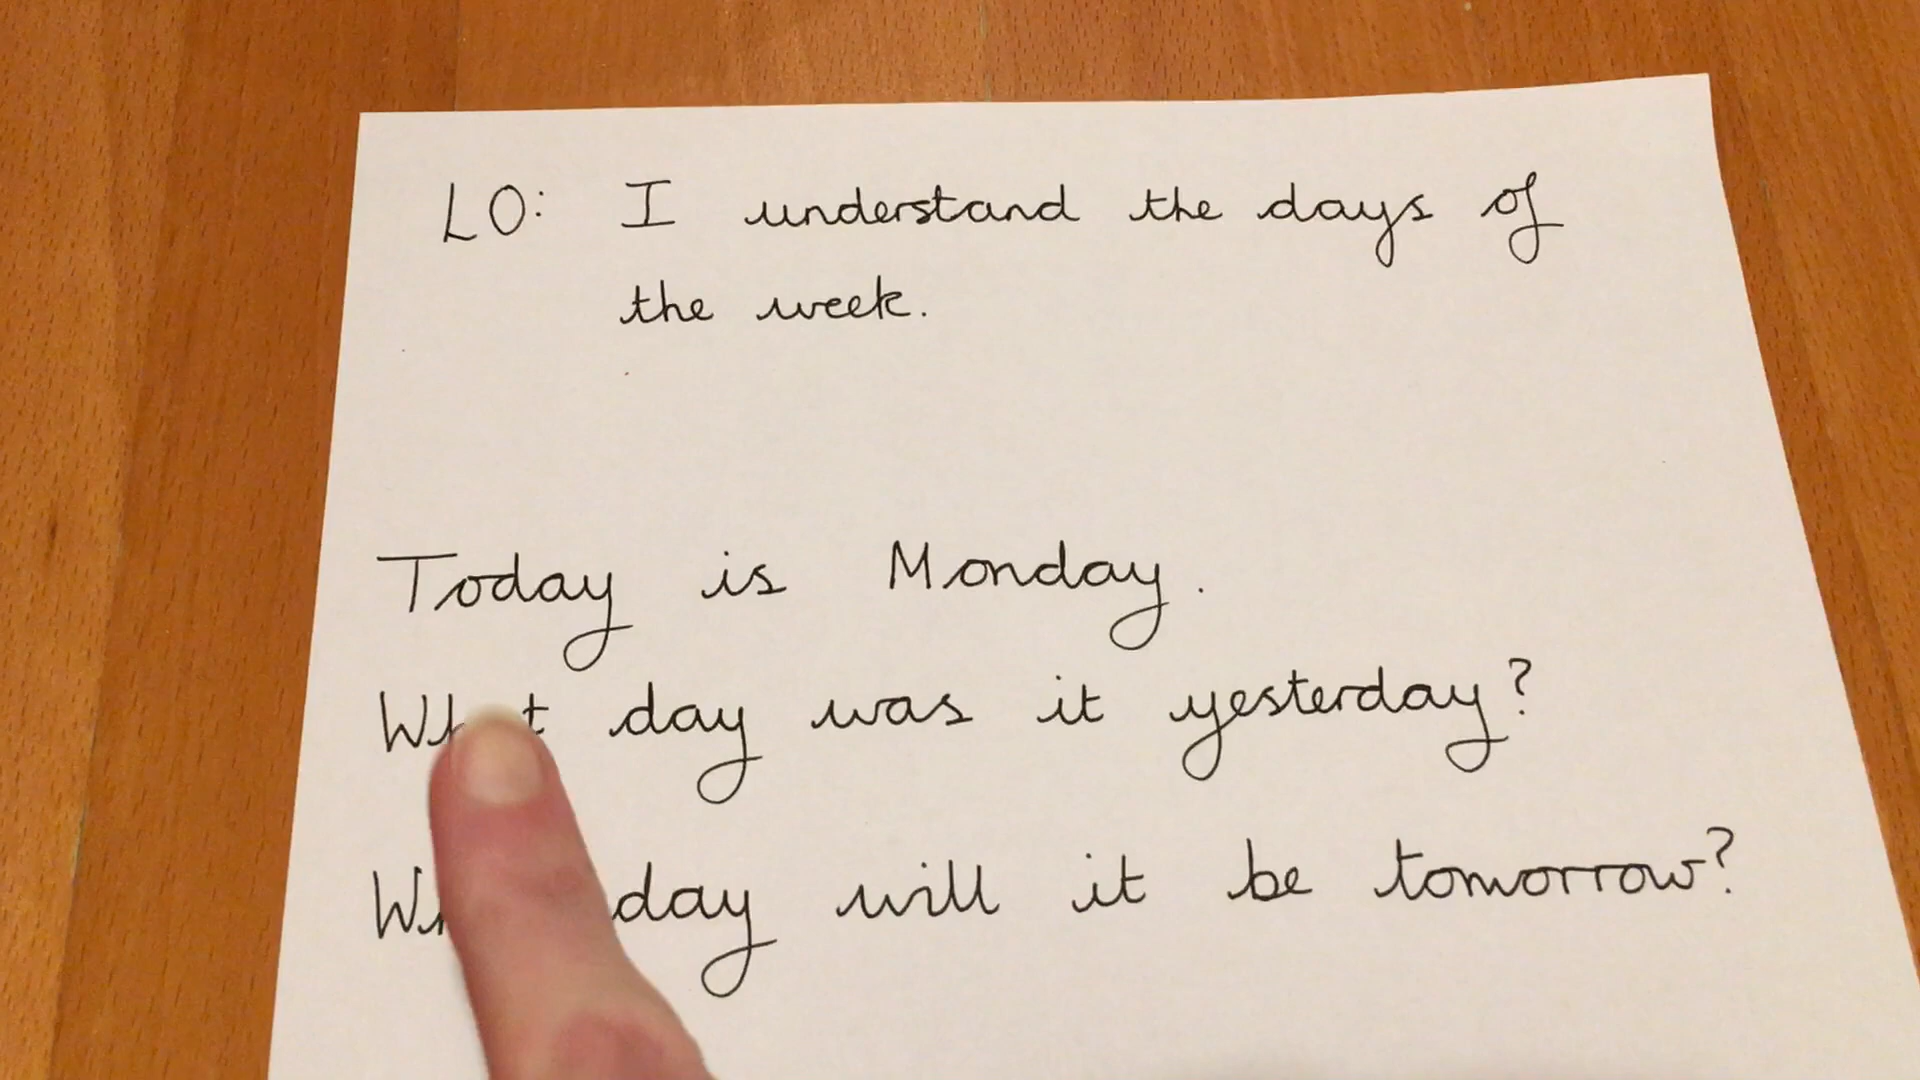 LO: I understand the days of
the week.
Today is Monday.
What day was it yesterday?
day will it be tomorrow?